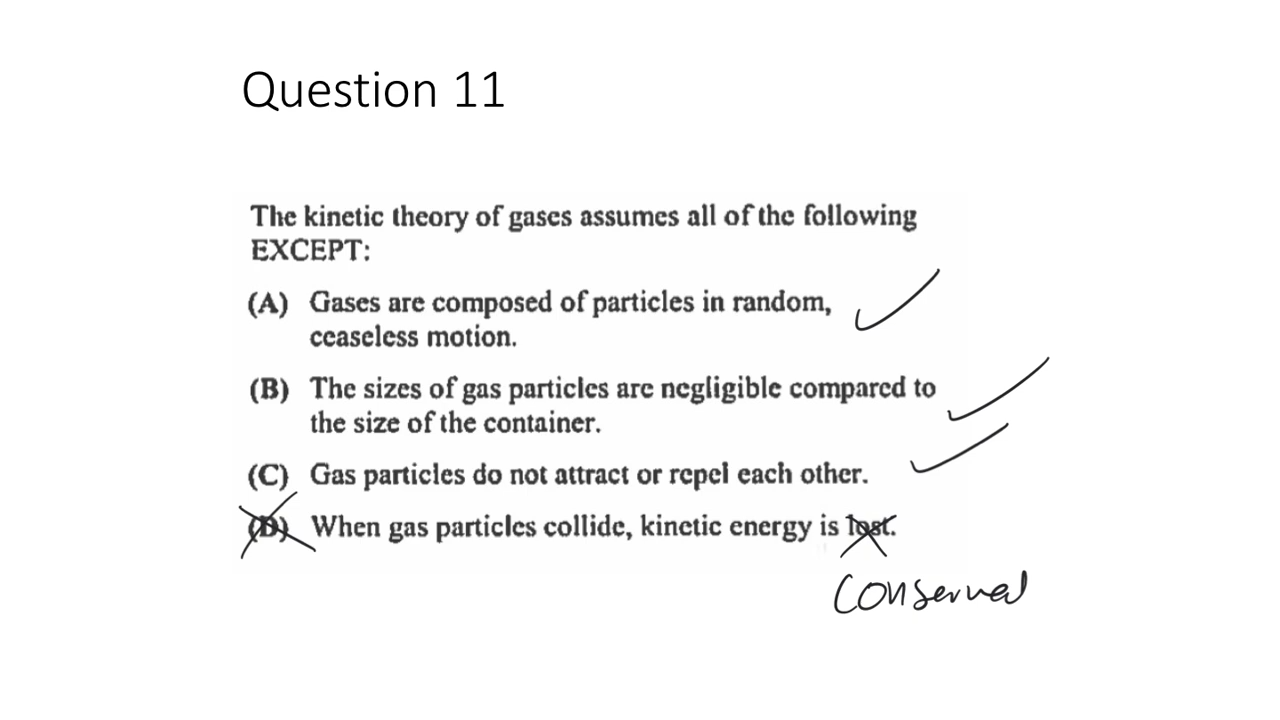 Question 11
The kinetic theory of gases assumes all of the following
EXCEPT:
(A) Gases are composed of particles in random,
ceaseless motion.
(B) The sizes of gas particles are negligible compared to
the size of the container.
(C) Gas particles do not attract or repel each other.
(D) When gas particles collide, kinetic energy is lost.
Conserved